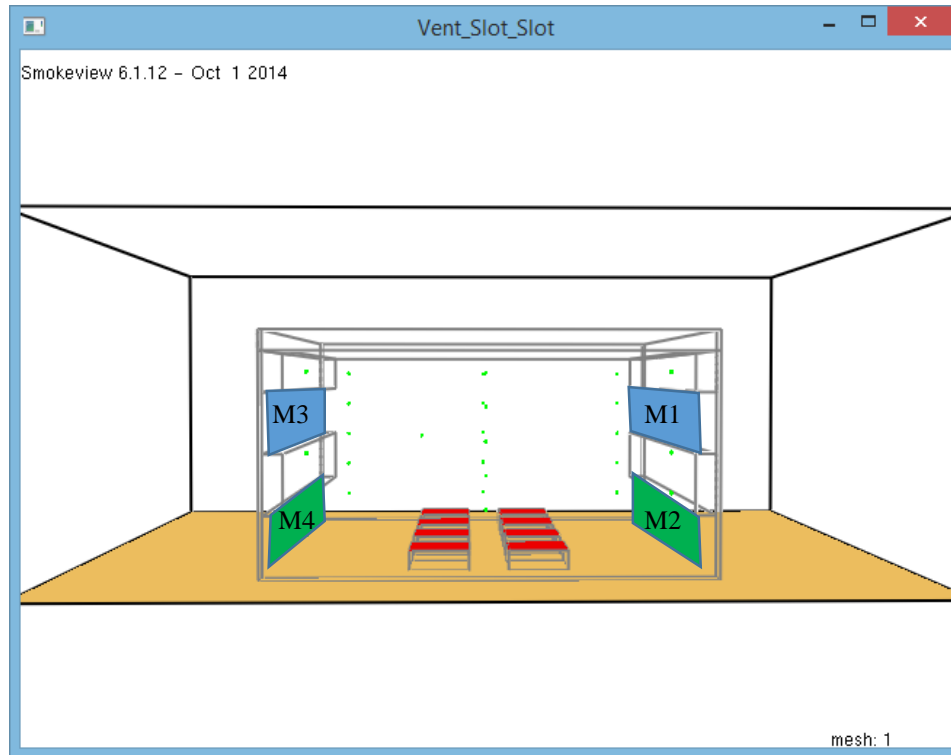 Vent_Slot_Slot
Smokeview 6.1.12 - Oct 1 2014
M3
M1
M4
M2
mesh: 1